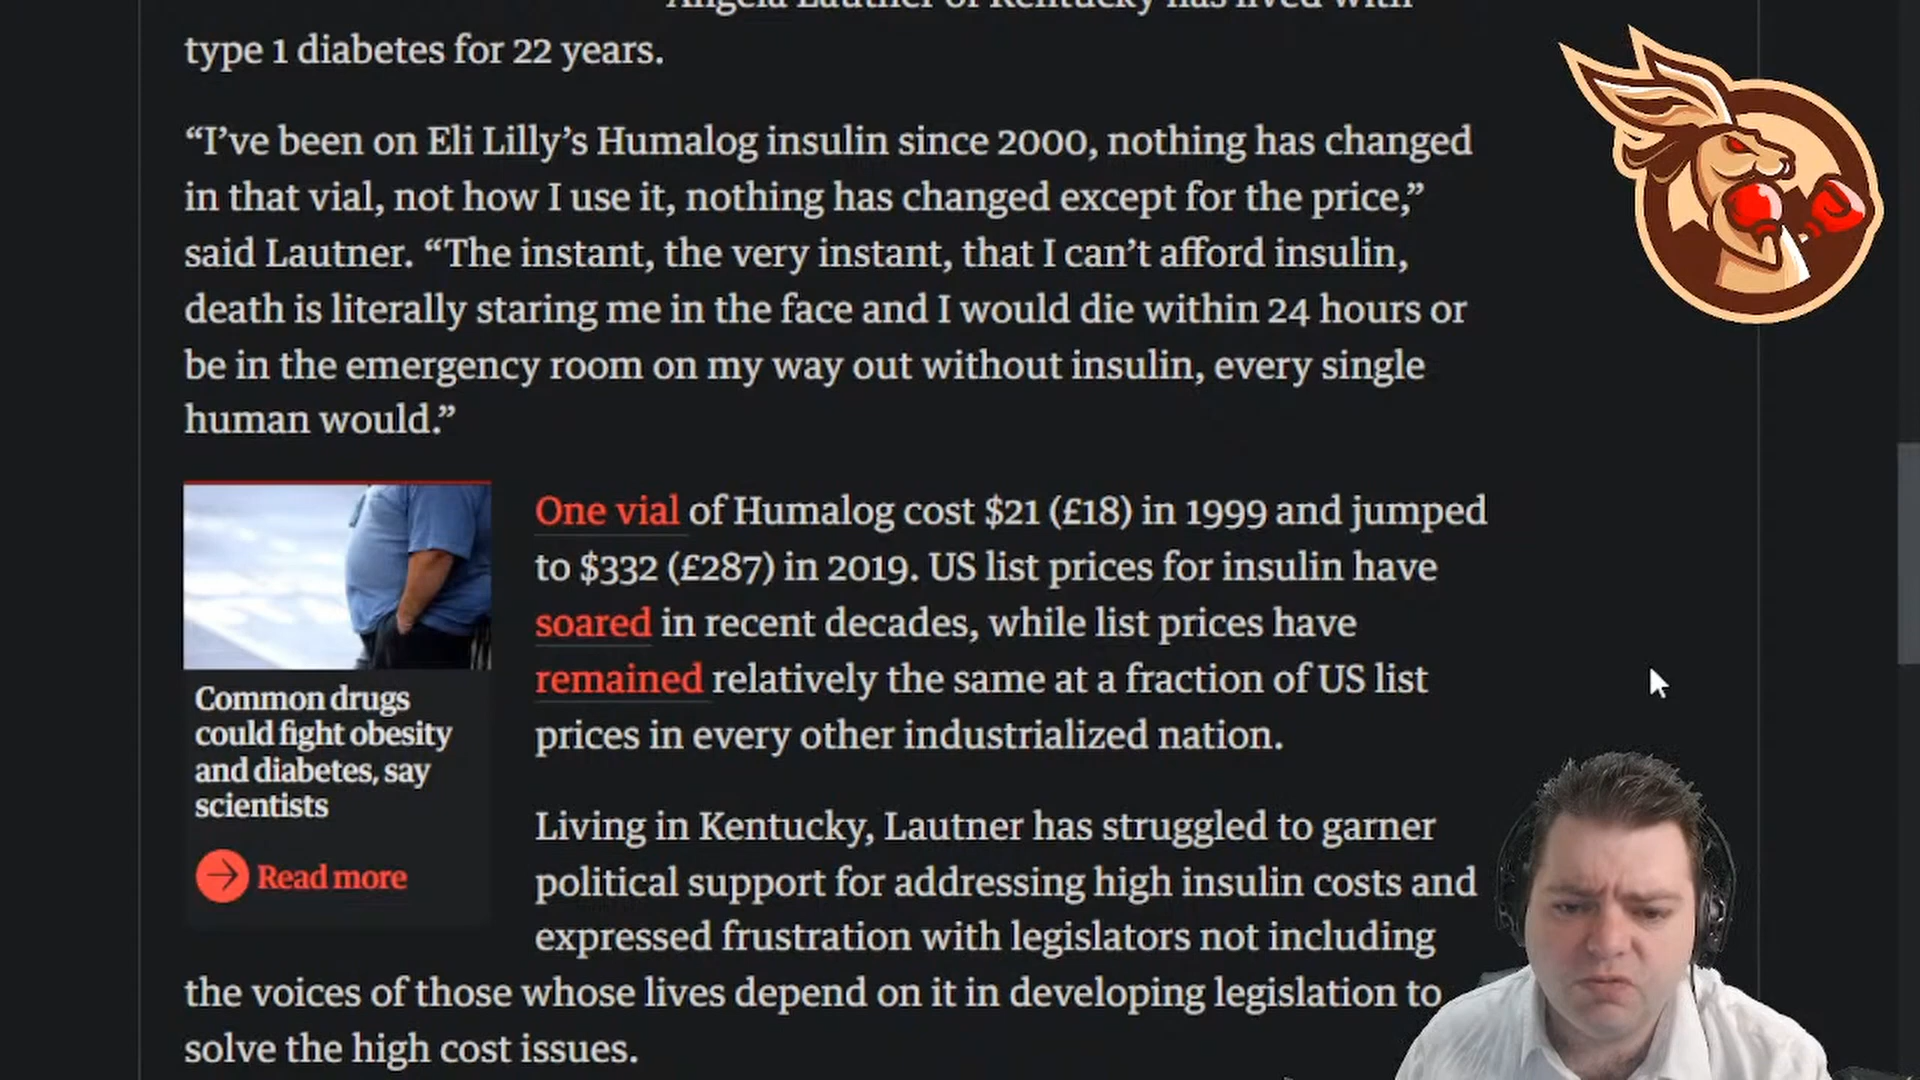 Angela Lautner of Kentucky has lived with
type 1 diabetes for 22 years.
“I’ve been on Eli Lilly’s Humalog insulin since 2000, nothing has changed
in that vial, not how I use it, nothing has changed except for the price,”
said Lautner. “The instant, the very instant, that I can’t afford insulin,
death is literally staring me in the face and I would die within 24 hours or
be in the emergency room on my way out without insulin, every single
human would.”
One vial of Humalog cost $21 (£18) in 1999 and jumped
to $332 (£287) in 2019. US list prices for insulin have
soared in recent decades, while list prices have
remained relatively the same at a fraction of US list
prices in every other industrialized nation.
Common drugs
could fight obesity
and diabetes, say
scientists
Read more
Living in Kentucky, Lautner has struggled to garner
political support for addressing high insulin costs and
expressed frustration with legislators not including
the voices of those whose lives depend on it in developing legislation to
solve the high cost issues.